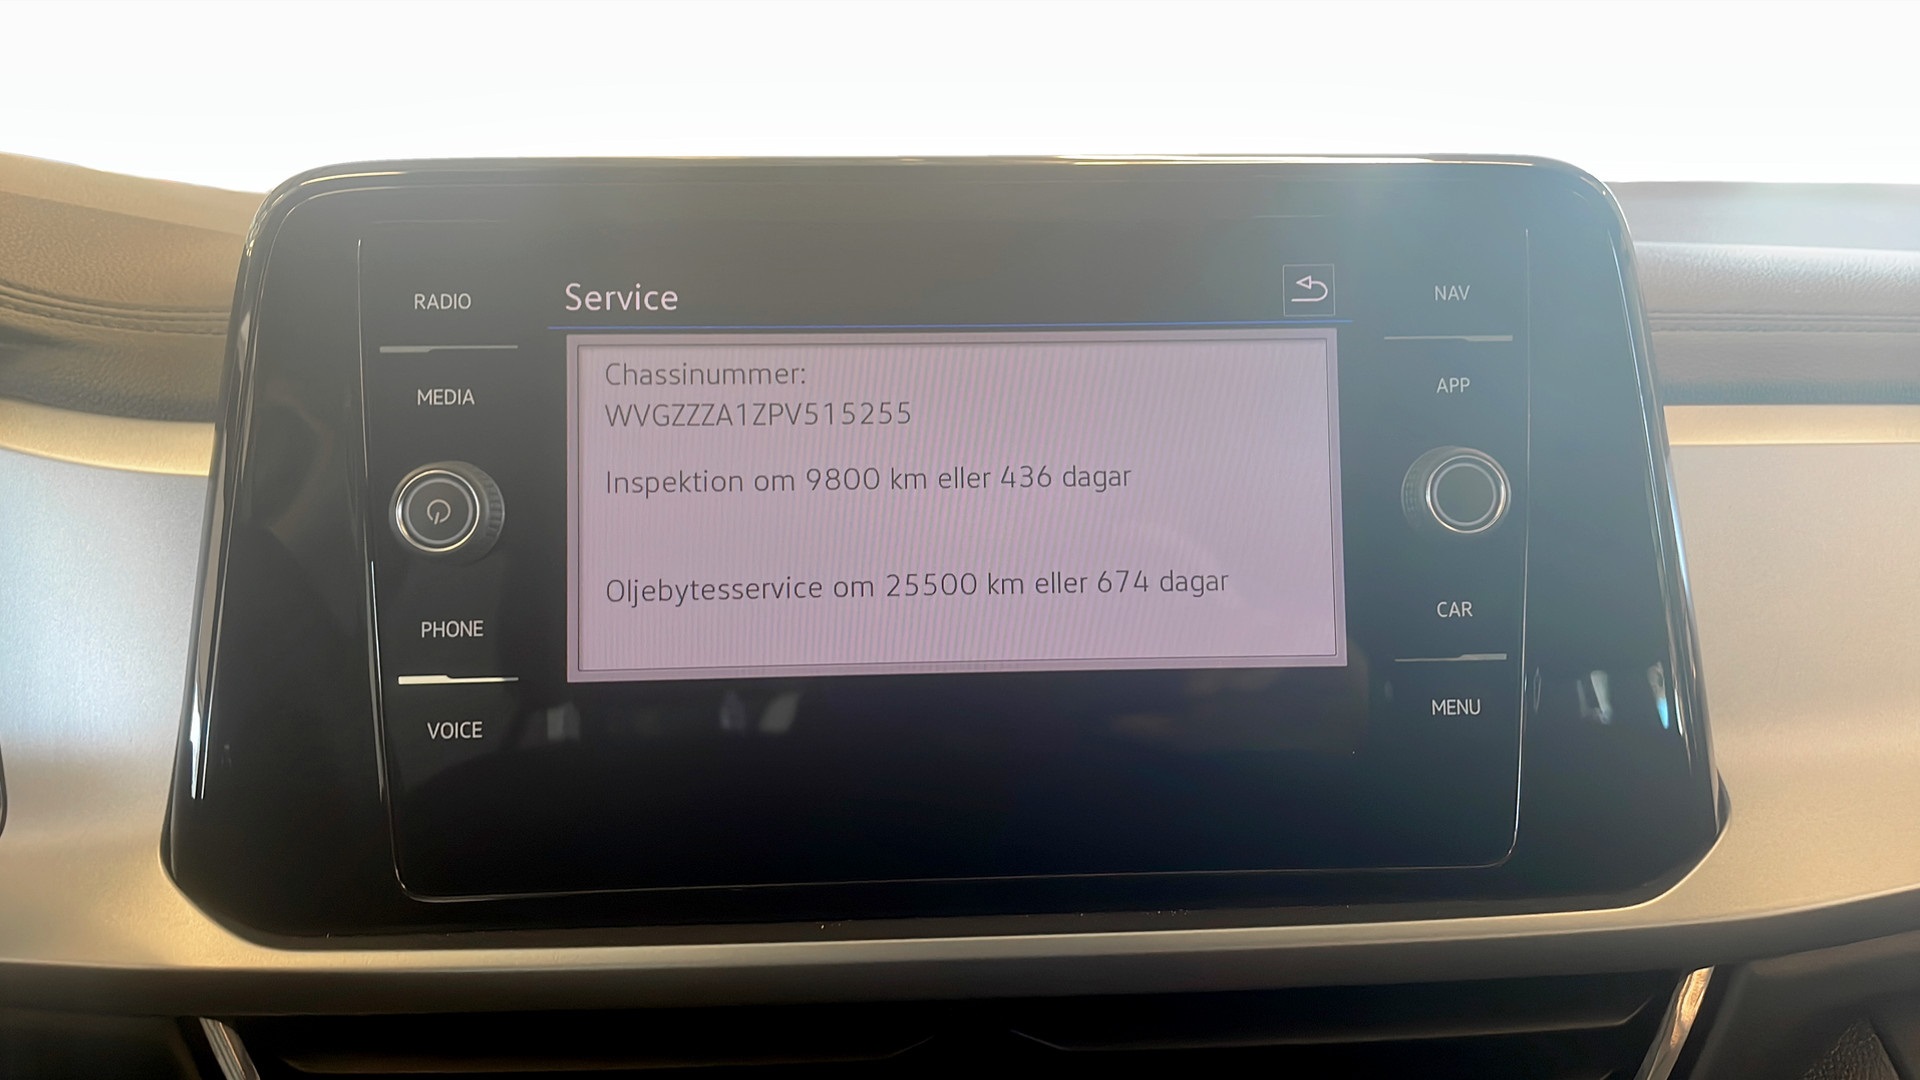 RADIO
MEDIA
PHONE
VOICE
Service
Chassinummer:
WVGZZZA1ZPV515255
Inspektion om 9800 km eller 436 dagar
Oljebytesservice om 25500 km eller 674 dagar
NAV
APP
CAR
MENU